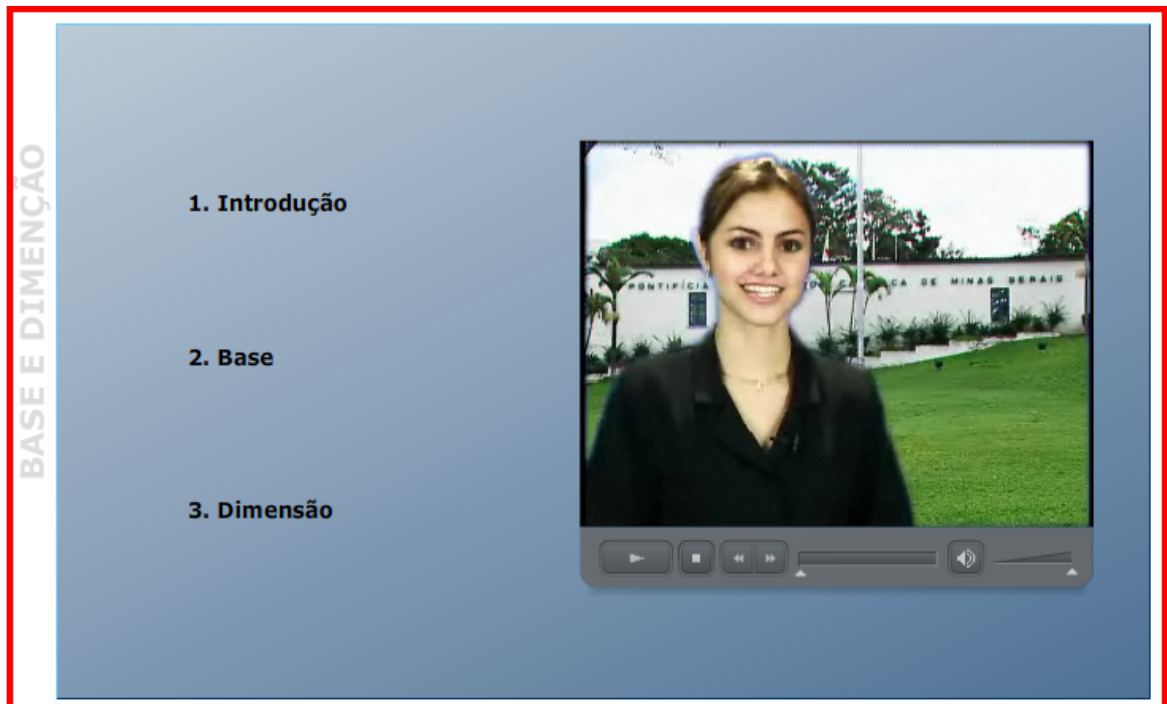 BASE E DIMENÇÃO
1. Introdução
2. Base
3. Dimensão
PONTIFÍCIA
CA DE MINAS GERAIS